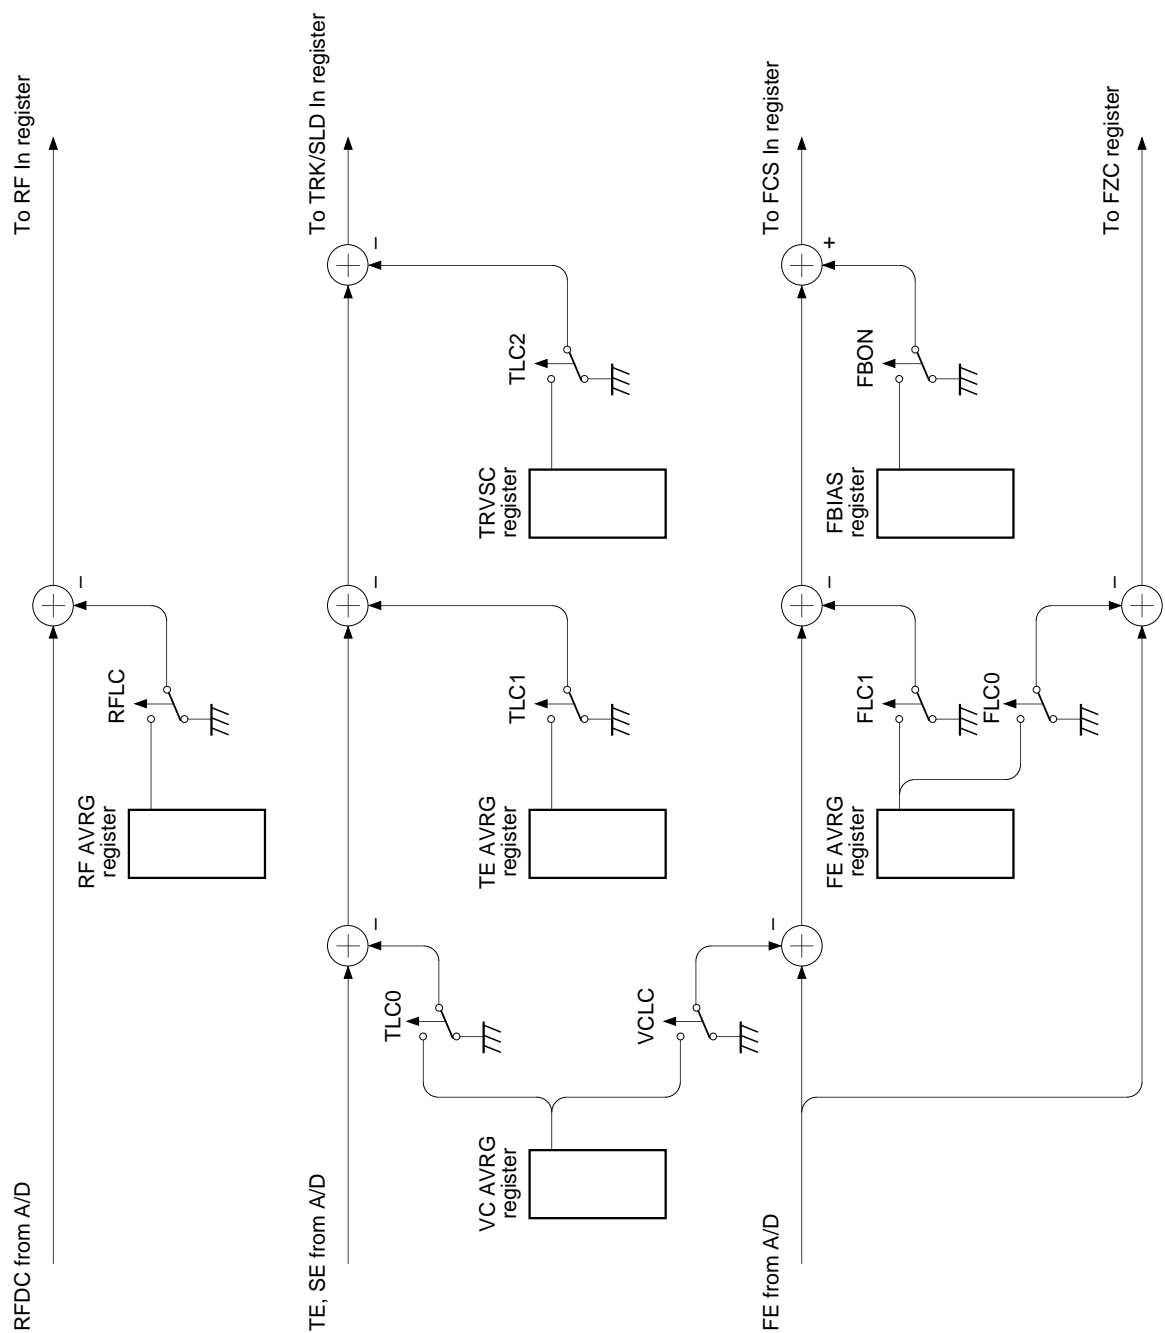 RFDC from A/D
RF AVRG
register
RFLC
–
To RF In register
TE, SE from A/D
VC AVRG
register
TLC0
–
TE AVRG
register
TLC1
–
TRVSC
register
TLC2
–
To TRK/SLD In register
VCLC
–
FE from A/D
FE AVRG
register
FLC1
–
FLC0
–
FBIAS
register
FBON
+
To FCS In register
To FZC register